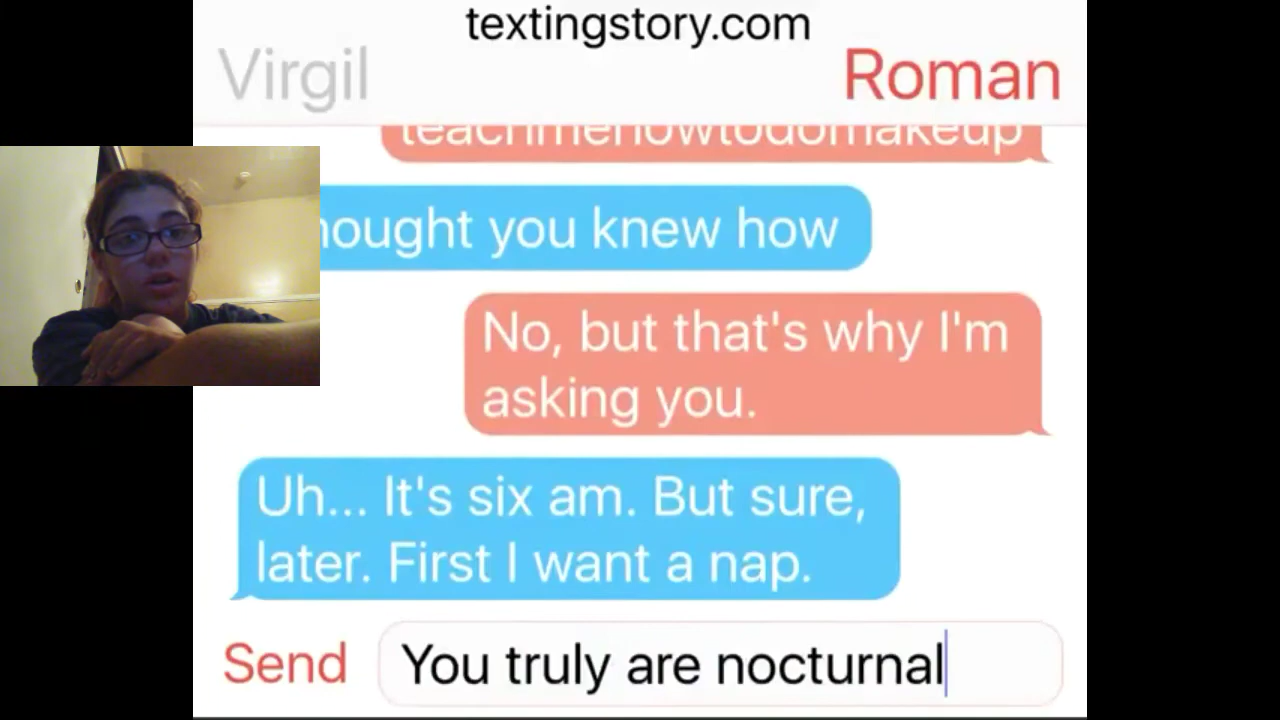 textingstory.com
Virgil Roman
teachmehowtodomakeup
hought you knew how
No, but that's why I'm
asking you.
Uh... It's six am. But sure,
later. First I want a nap.
Send You truly are nocturnal